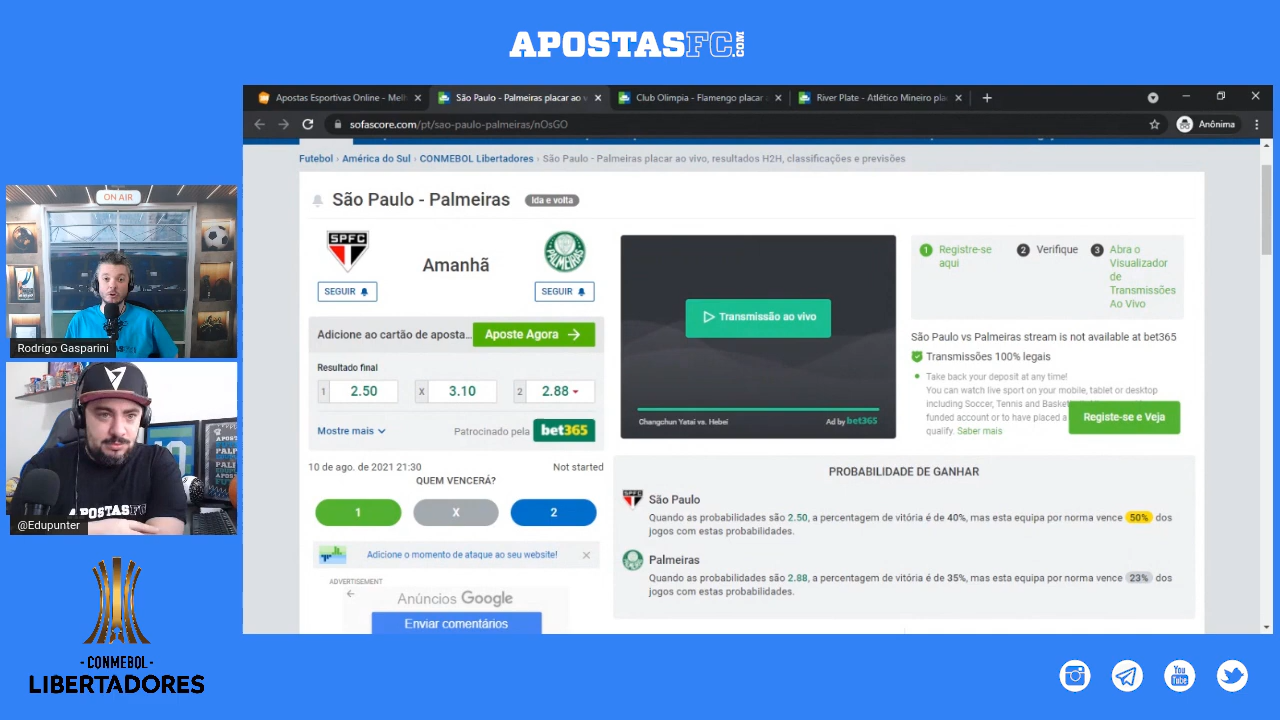 APOSTASFC.COM
Apostas Esportivas Online - Melh
São Paulo - Palmeiras placar ao v
Club Olimpia - Flamengo placar
River Plate - Atlético Mineiro pla
sofascore.com/pt/sao-paulo-palmeiras/nOsGO
Anônima
Futebol › América do Sul › CONMEBOL Libertadores › São Paulo - Palmeiras placar ao vivo, resultados H2H, classificações e previsões
São Paulo - Palmeiras
Ida e volta
SPFC
PALMEIRAS
Amanhã
SEGUIR
SEGUIR
Adicione ao cartão de aposta...
Aposte Agora
Resultado final
1 2.50
X 3.10
2 2.88
Mostre mais
Patrocinado pela bet365
10 de ago. de 2021 21:30
Not started
QUEM VENCERÁ?
1
X
2
Adicione o momento de ataque ao seu website!
ADVERTISEMENT
Anúncios Google
Enviar comentários
Transmissão ao vivo
Changchun Yatai vs. Hebei
Ad by bet365
1 Registre-se
aqui
2 Verifique
3 Abra o
Visualizador
de
Transmissões
Ao Vivo
São Paulo vs Palmeiras stream is not available at bet365
Transmissões 100% legais
Take back your deposit at any time!
You can watch live sport on your mobile, tablet or desktop
including Soccer, Tennis and Basket
funded account or to have placed a
qualify. Saber mais
Registe-se e Veja
PROBABILIDADE DE GANHAR
São Paulo
Quando as probabilidades são 2.50, a percentagem de vitória é de 40%, mas esta equipa por norma vence 50% dos
jogos com estas probabilidades.
Palmeiras
Quando as probabilidades são 2.88, a percentagem de vitória é de 35%, mas esta equipa por norma vence 23% dos
jogos com estas probabilidades.
ON AIR
Rodrigo Gasparini
APOSTASFC
@Edupunter
- CONMEBOL -
LIBERTADORES
You
Tube